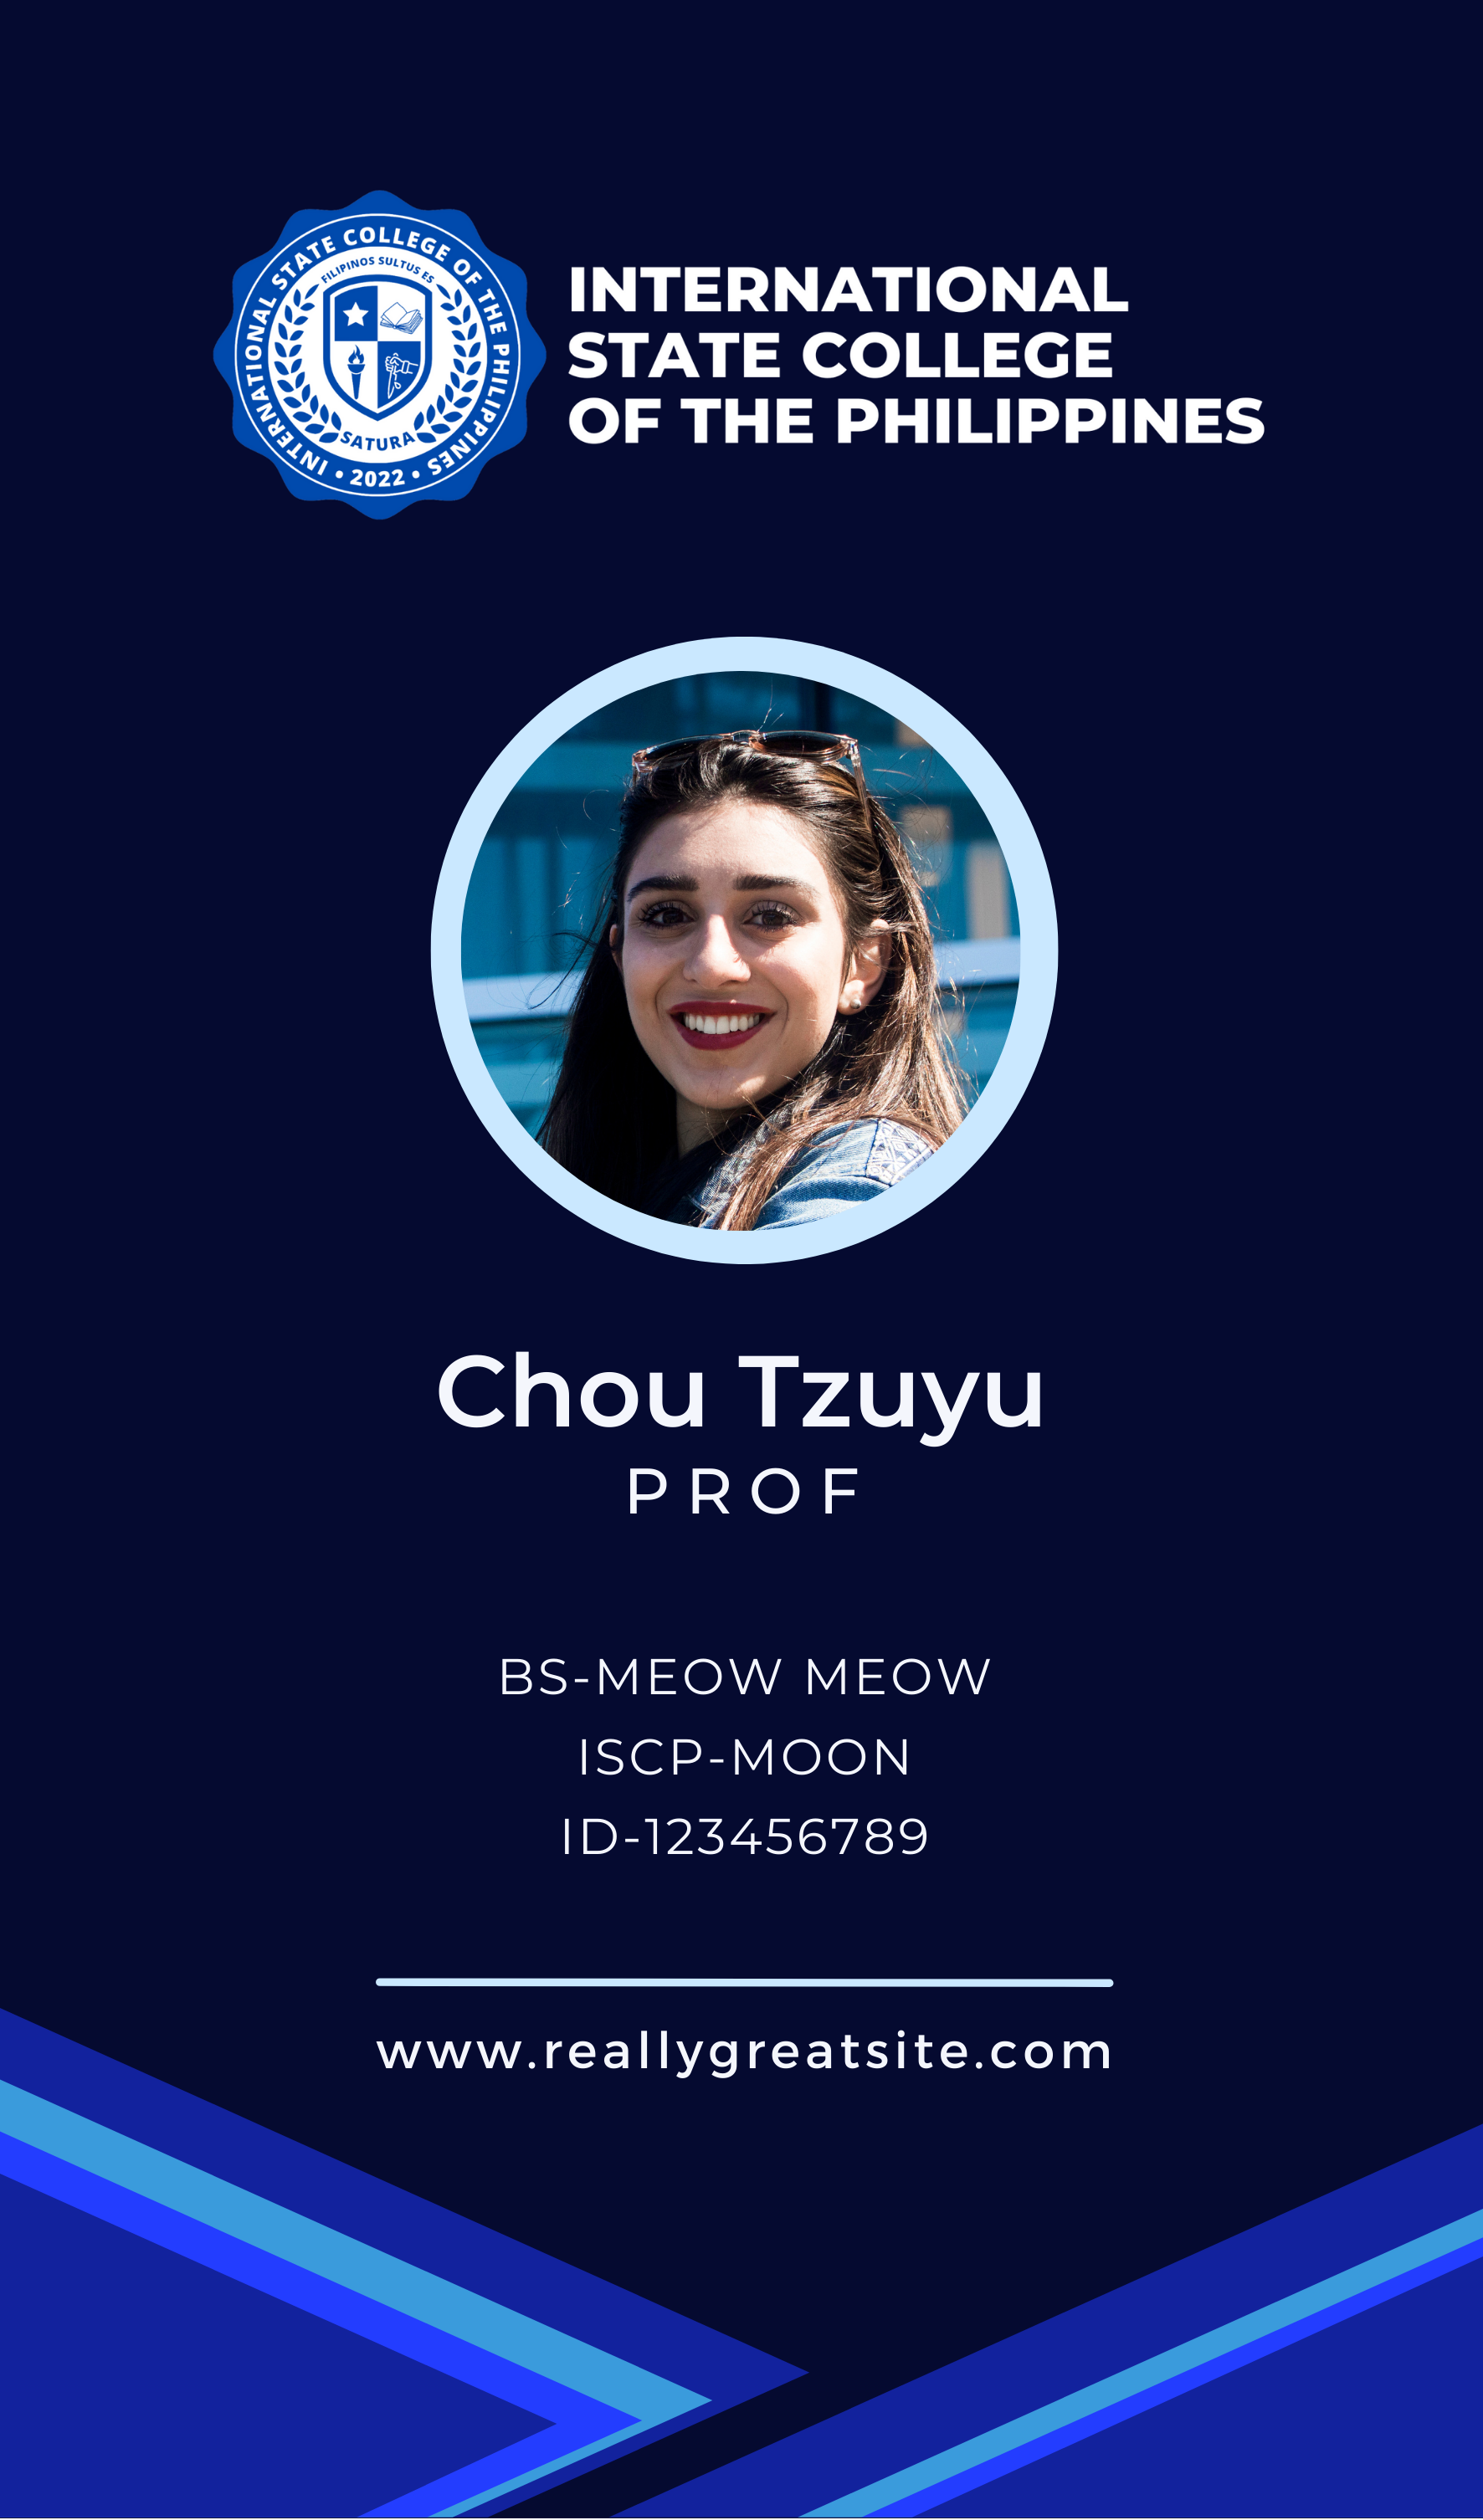 INTERNATIONAL STATE COLLEGE OF THE PHILIPPINES
FILIPINOS SULTUS ES
SATURA
• 2022 •
INTERNATIONAL
STATE COLLEGE
OF THE PHILIPPINES
Chou Tzuyu
PROF
BS-MEOW MEOW
ISCP-MOON
ID-123456789
www.reallygreatsite.com